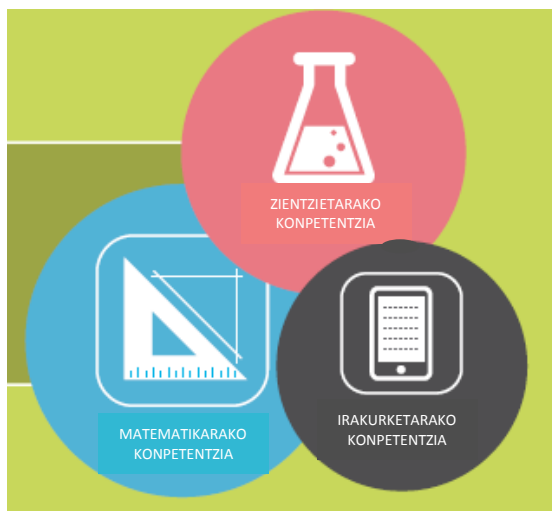 ZIENTZIETARAKO
KONPETENTZIA
MATEMATIKARAKO
KONPETENTZIA
IRAKURKETARAKO
KONPETENTZIA